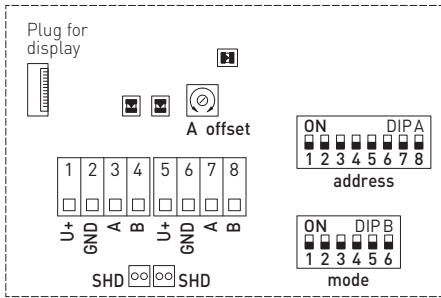 Plug for
display
A offset
ON DIP A
1 2 3 4 5 6 7 8
address
1 2 3 4 5 6 7 8
U+ GND A B U+ GND A B
ON DIP B
1 2 3 4 5 6
mode
SHD SHD